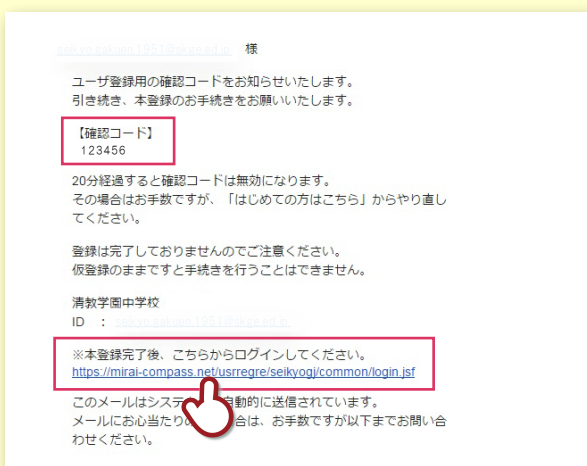 様
ユーザ登録用の確認コードをお知らせいたします。
引き続き、本登録のお手続きをお願いいたします。
【確認コード】
123456
20分経過すると確認コードは無効になります。
その場合はお手数ですが、「はじめての方はこちら」からやり直し
てください。
登録は完了しておりませんのでご注意ください。
仮登録のままですと手続きを行うことはできません。
清教学園中学校
ID :
※本登録完了後、こちらからログインしてください。
https://mirai-compass.net/usrregre/seikyogj/common/login.jsf
このメールはシステ 自動的に送信されています。
メールにお心当たり 合は、お手数ですが以下までお問い合
わせください。